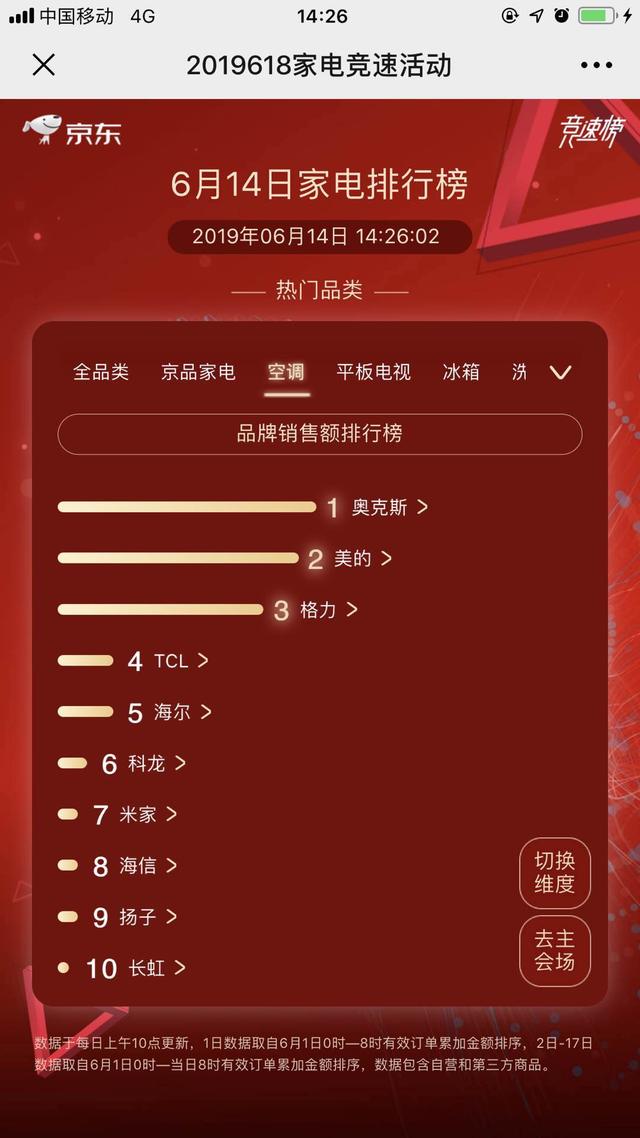 中国移动 4G 14:26
2019618家电竞速活动
京东 竞速榜
6月14日家电排行榜
2019年06月14日 14:26:02
热门品类
全品类 京品家电 空调 平板电视 冰箱 洗
品牌销售额排行榜
1 奥克斯
2 美的
3 格力
4 TCL
5 海尔
6 科龙
7 米家
8 海信
9 扬子
10 长虹
切换
维度
去主
会场
数据于每日上午10点更新，1日数据取自6月1日0时—8时有效订单累加金额排序，2日-17日
数据取自6月1日0时—当日8时有效订单累加金额排序，数据包含自营和第三方商品。